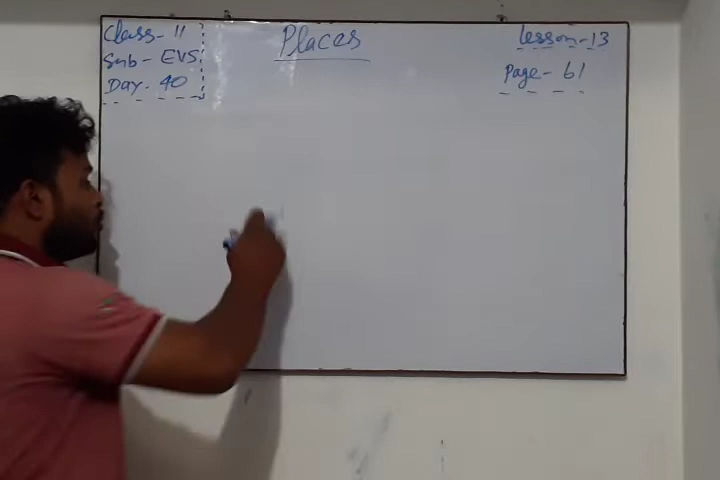 Class- 11
Sub- EVS
Day- 40
Places
Lesson-13
Page- 61